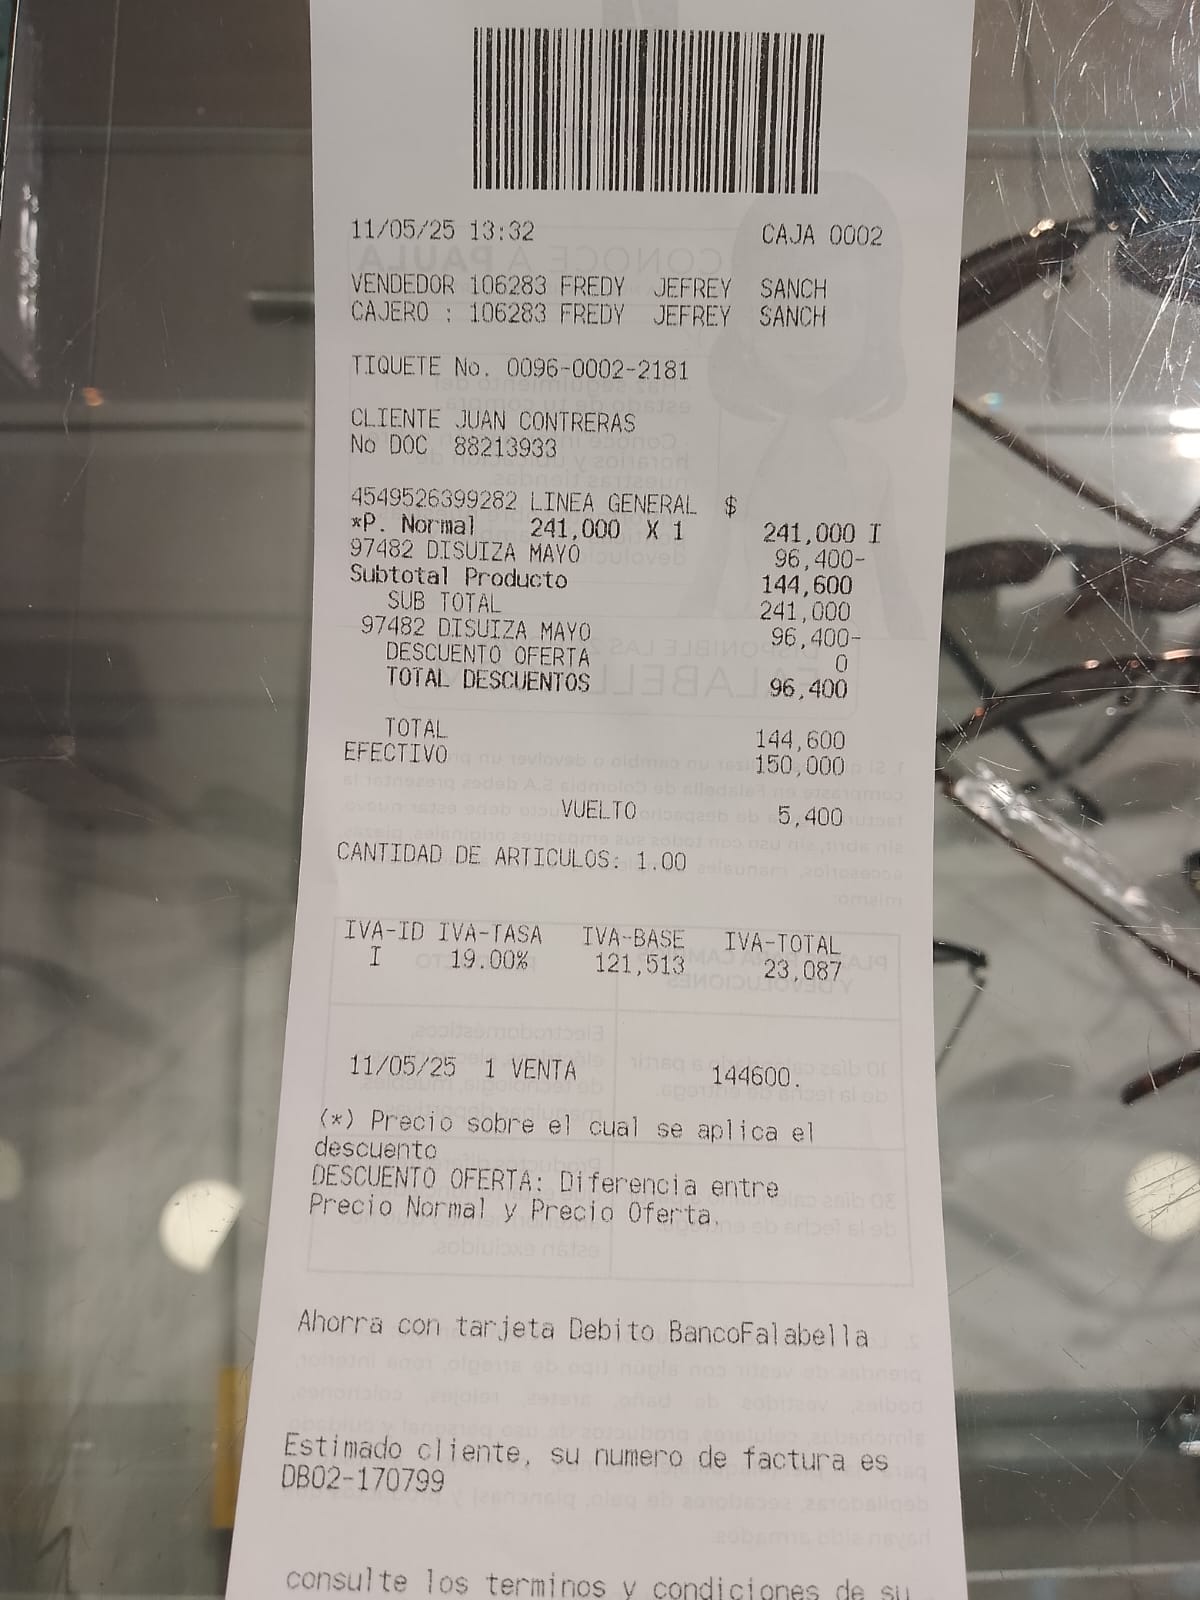 11/05/25 13:32 CAJA 0002
VENDEDOR 106283 FREDY JEFREY SANCH
CAJERO : 106283 FREDY JEFREY SANCH
TIQUETE No. 0096-0002-2181
CLIENTE JUAN CONTRERAS
No DOC 88213933
4549526399282 LINEA GENERAL $
*P. Normal 241,000 X 1 241,000 I
97482 DISUIZA MAYO 96,400-
Subtotal Producto 144,600
SUB TOTAL 241,000
97482 DISUIZA MAYO 96,400-
DESCUENTO OFERTA 0
TOTAL DESCUENTOS 96,400
TOTAL 144,600
EFECTIVO 150,000
VUELTO 5,400
CANTIDAD DE ARTICULOS: 1.00
IVA-ID IVA-TASA IVA-BASE IVA-TOTAL
I 19.00% 121,513 23,087
11/05/25 1 VENTA 144600.
(*) Precio sobre el cual se aplica el
descuento
DESCUENTO OFERTA: Diferencia entre
Precio Normal y Precio Oferta.
Ahorra con tarjeta Debito BancoFalabella
Estimado cliente, su numero de factura es
DB02-170799
consulte los terminos y condiciones de su